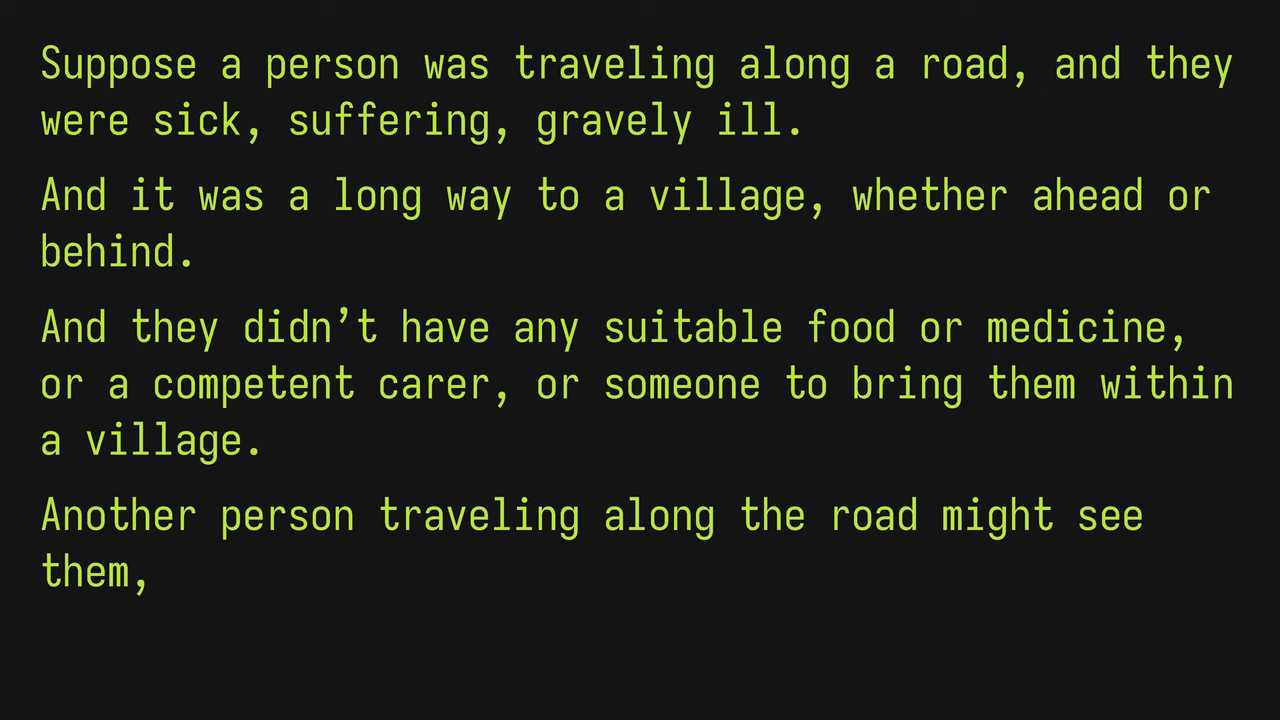 Suppose a person was traveling along a road, and they
were sick, suffering, gravely ill.
And it was a long way to a village, whether ahead or
behind.
And they didn’t have any suitable food or medicine,
or a competent carer, or someone to bring them within
a village.
Another person traveling along the road might see
them,